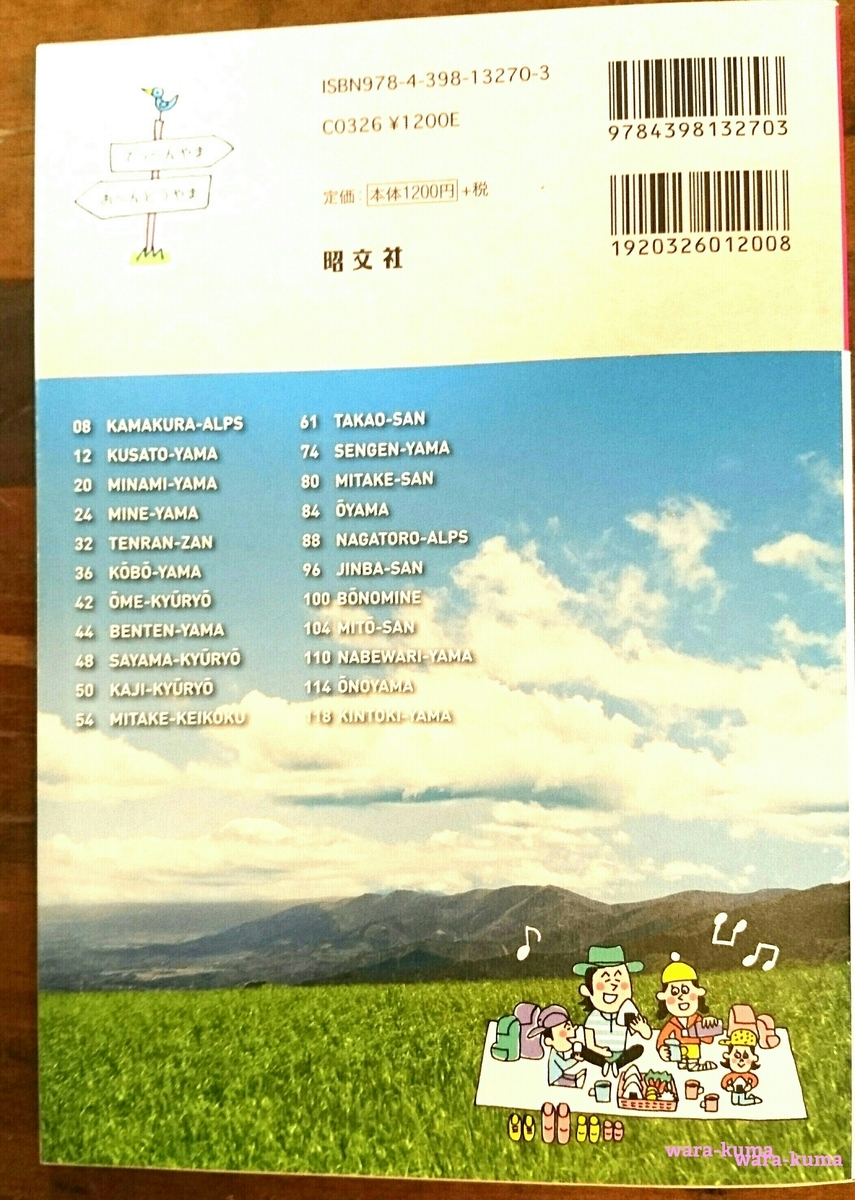 ISBN978-4-398-13270-3
C0326 ¥1200E
定価：本体1200円+税
昭文社
9784398132703
1920326012008
08 KAMAKURA-ALPS
12 KUSATO-YAMA
20 MINAMI-YAMA
24 MINE-YAMA
32 TENRAN-ZAN
36 KŌBŌ-YAMA
42 ŌME-KYŪRYŌ
44 BENTEN-YAMA
48 SAYAMA-KYŪRYŌ
50 KAJI-KYŪRYŌ
54 MITAKE-KEIKOKU
61 TAKAO-SAN
74 SENGEN-YAMA
80 MITAKE-SAN
84 ŌYAMA
88 NAGATORO-ALPS
96 JINBA-SAN
100 BŌNOMINE
104 MITŌ-SAN
110 NABEWARI-YAMA
114 ŌNOYAMA
118 KINTOKI-YAMA
wara-kuma
wara-kuma